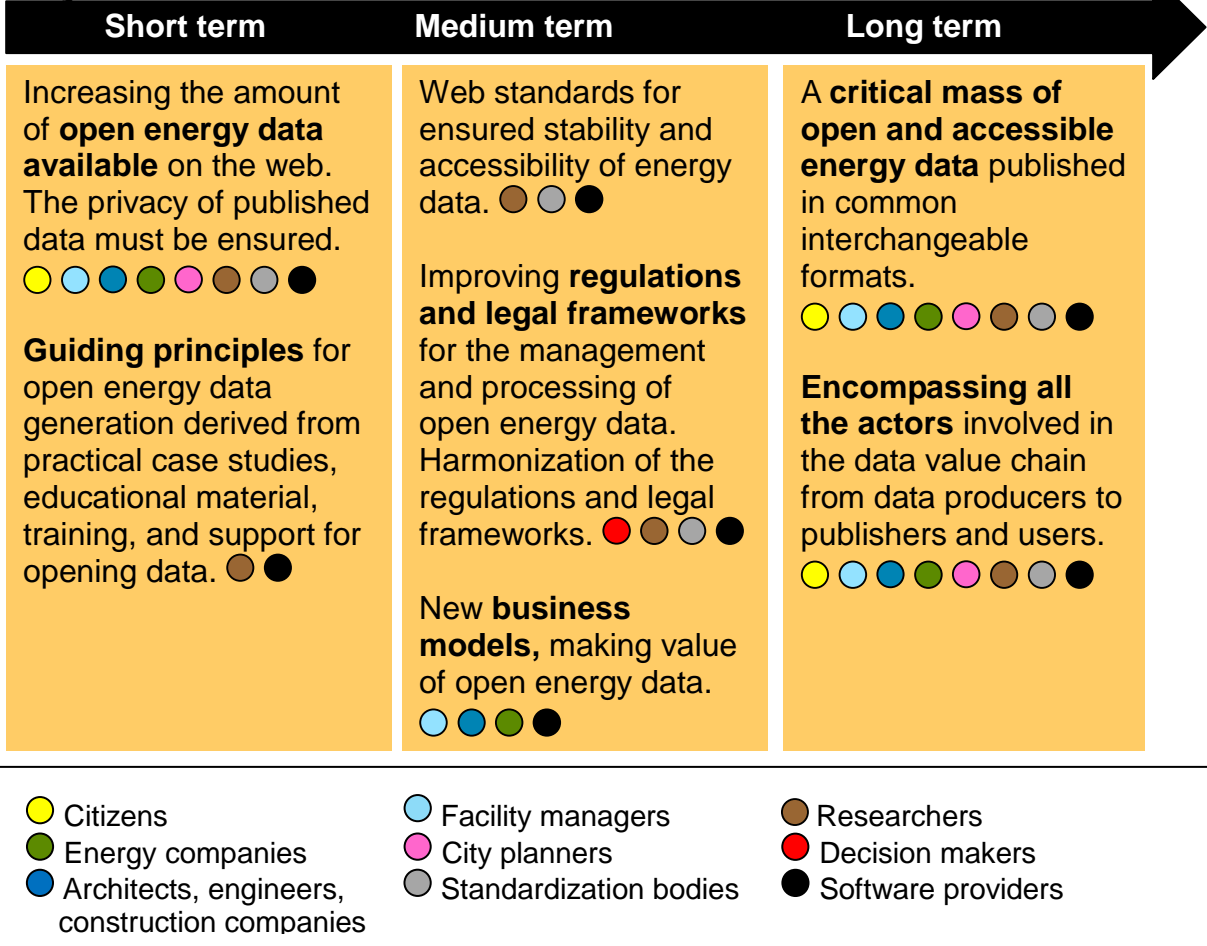 Short term
Medium term
Long term
Increasing the amount
of open energy data
available on the web.
The privacy of published
data must be ensured.
Guiding principles for
open energy data
generation derived from
practical case studies,
educational material,
training, and support for
opening data.
Web standards for
ensured stability and
accessibility of energy
data.
Improving regulations
and legal frameworks
for the management
and processing of
open energy data.
Harmonization of the
regulations and legal
frameworks.
New business
models, making value
of open energy data.
A critical mass of
open and accessible
energy data published
in common
interchangeable
formats.
Encompassing all
the actors involved in
the data value chain
from data producers to
publishers and users.
Citizens
Energy companies
Architects, engineers,
construction companies
Facility managers
City planners
Standardization bodies
Researchers
Decision makers
Software providers